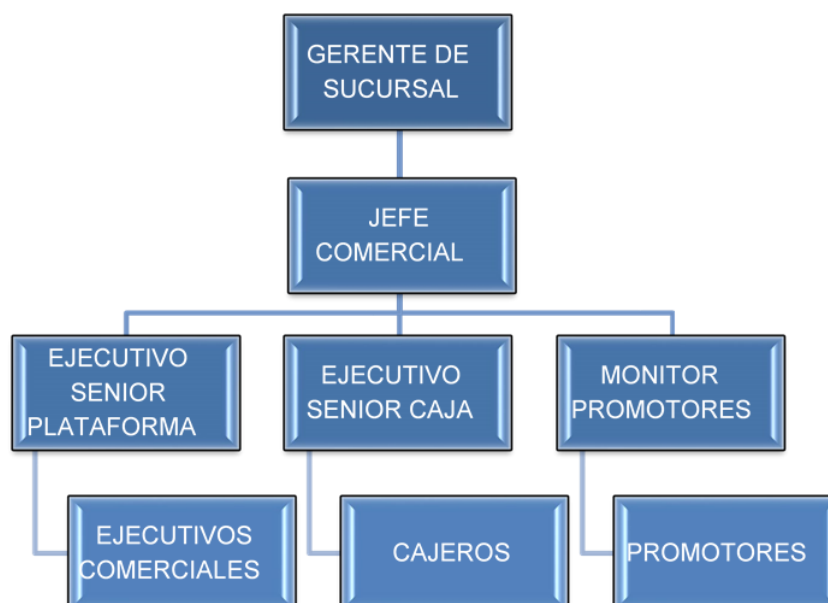 GERENTE DE
SUCURSAL
JEFE
COMERCIAL
EJECUTIVO
SENIOR
PLATAFORMA
EJECUTIVO
SENIOR CAJA
MONITOR
PROMOTORES
EJECUTIVOS
COMERCIALES
CAJEROS
PROMOTORES